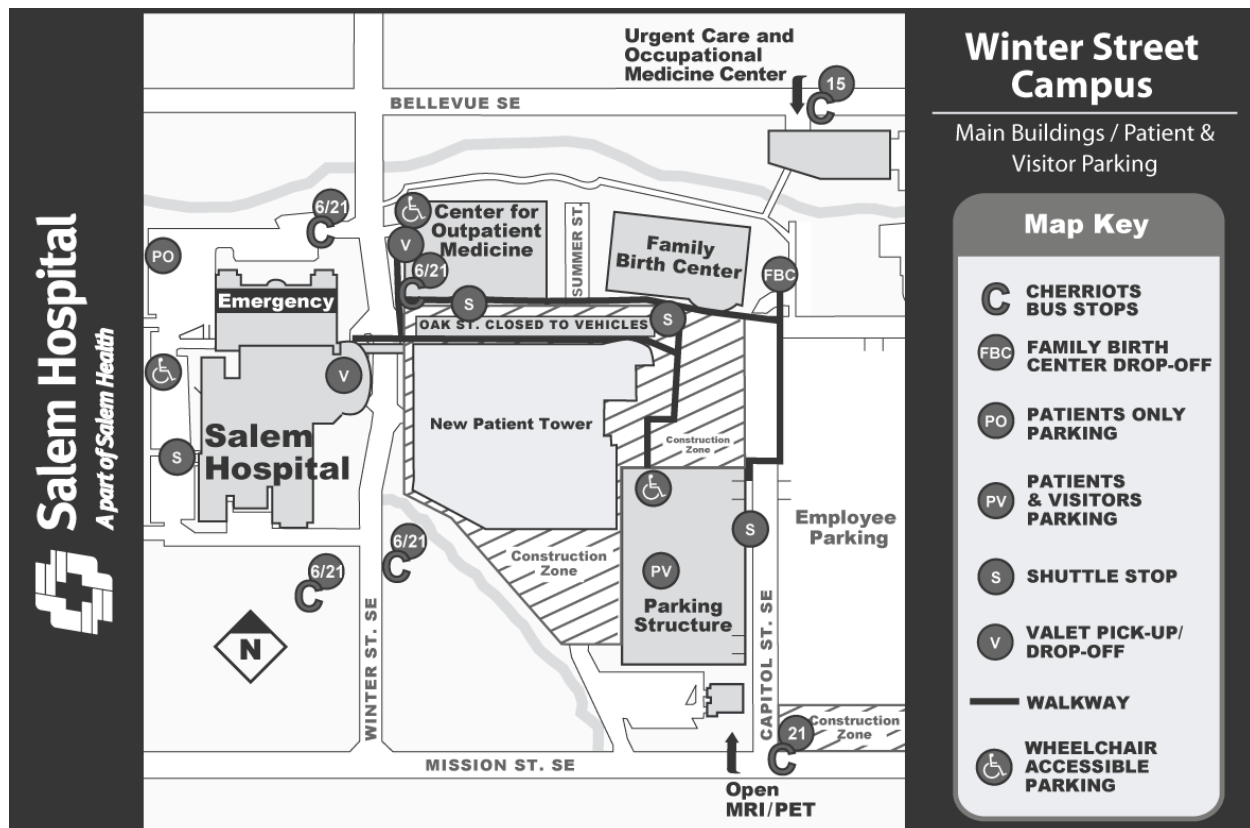 Salem Hospital
A part of Salem Health
Urgent Care and
Occupational
Medicine Center
15
C
BELLEVUE SE
6/21
C
PO
Emergency
V
Salem
Hospital
S
Center for
Outpatient
Medicine
V
6/21
C
S
SUMMER ST.
Family
Birth Center
FBC
S
OAK ST. CLOSED TO VEHICLES
New Patient Tower
Construction
Zone
6/21
C
6/21
C
N
WINTER ST. SE
Construction
Zone
PV
Parking
Structure
S
Employee
Parking
CAPITOL ST. SE
21
C
Construction
Zone
MISSION ST. SE
Open
MRI/PET
Winter Street
Campus
Main Buildings / Patient &
Visitor Parking
Map Key
C CHERRIOTS
BUS STOPS
FBC FAMILY BIRTH
CENTER DROP-OFF
PO PATIENTS ONLY
PARKING
PV PATIENTS
& VISITORS
PARKING
S SHUTTLE STOP
V VALET PICK-UP/
DROP-OFF
WALKWAY
WHEELCHAIR
ACCESSIBLE
PARKING